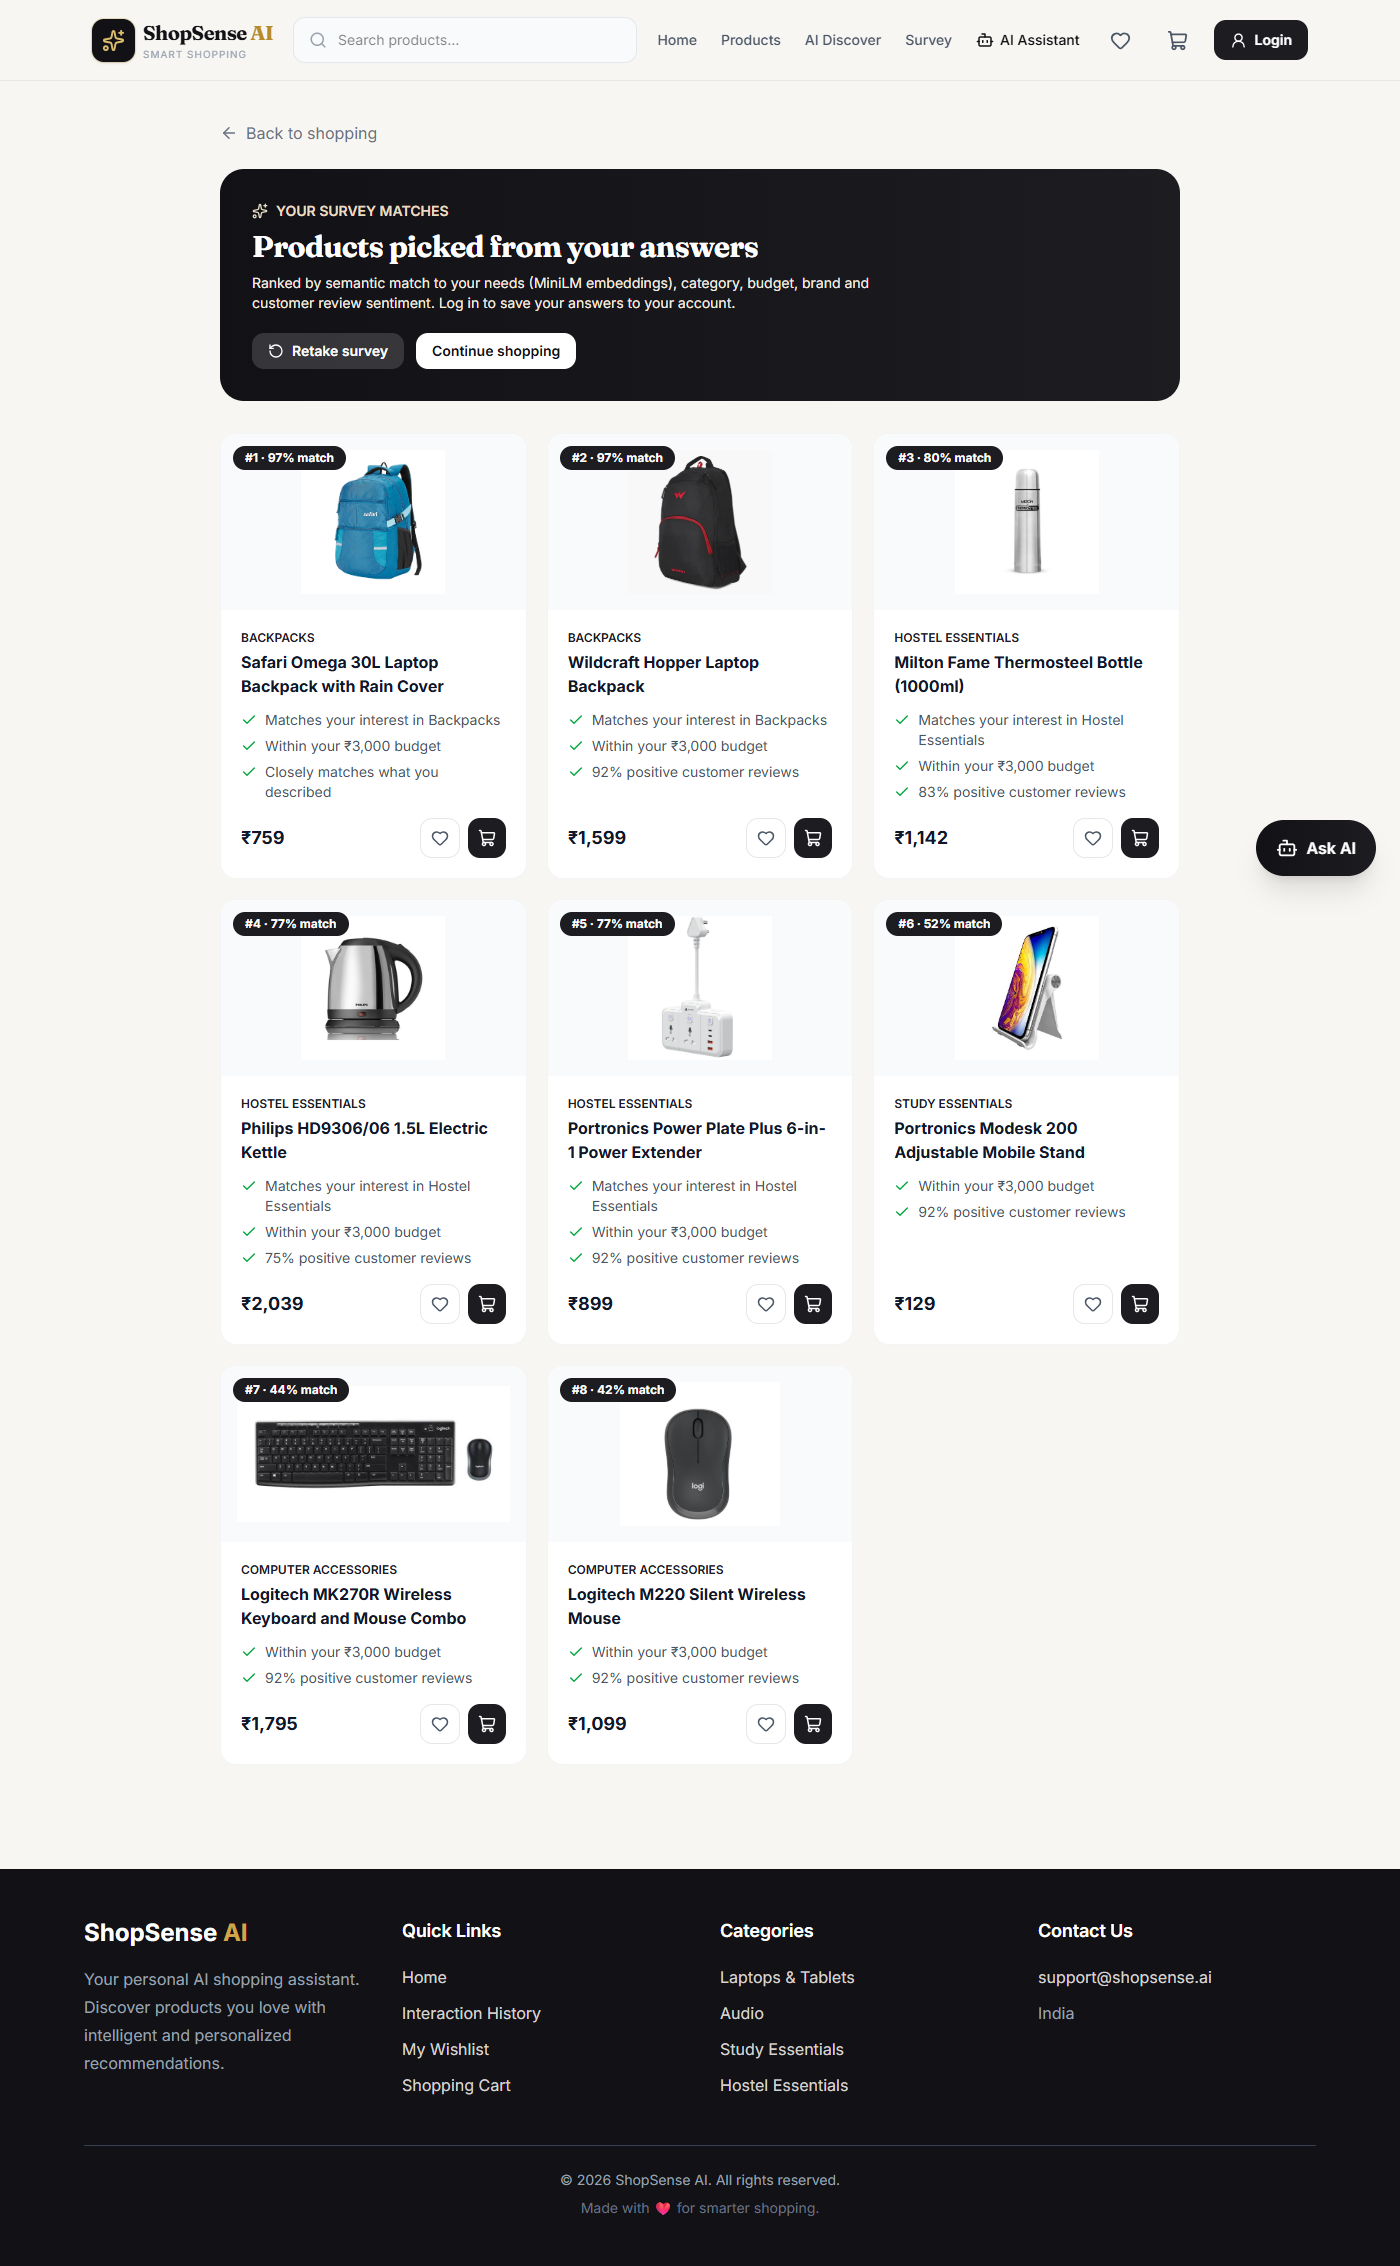 ShopSense AI
SMART SHOPPING
Search products...
Home
Products
AI Discover
Survey
AI Assistant
Login
Back to shopping
YOUR SURVEY MATCHES
Products picked from your answers
Ranked by semantic match to your needs (MiniLM embeddings), category, budget, brand and
customer review sentiment. Log in to save your answers to your account.
Retake survey
Continue shopping
#1 · 97% match
safari
BACKPACKS
Safari Omega 30L Laptop
Backpack with Rain Cover
Matches your interest in Backpacks
Within your ₹3,000 budget
Closely matches what you
described
₹759
#2 · 97% match
BACKPACKS
Wildcraft Hopper Laptop
Backpack
Matches your interest in Backpacks
Within your ₹3,000 budget
92% positive customer reviews
₹1,599
#3 · 80% match
MILTON
HOSTEL ESSENTIALS
Milton Fame Thermosteel Bottle
(1000ml)
Matches your interest in Hostel
Essentials
Within your ₹3,000 budget
83% positive customer reviews
₹1,142
Ask AI
#4 · 77% match
PHILIPS
HOSTEL ESSENTIALS
Philips HD9306/06 1.5L Electric
Kettle
Matches your interest in Hostel
Essentials
Within your ₹3,000 budget
75% positive customer reviews
₹2,039
#5 · 77% match
HOSTEL ESSENTIALS
Portronics Power Plate Plus 6-in-
1 Power Extender
Matches your interest in Hostel
Essentials
Within your ₹3,000 budget
92% positive customer reviews
₹899
#6 · 52% match
STUDY ESSENTIALS
Portronics Modesk 200
Adjustable Mobile Stand
Within your ₹3,000 budget
92% positive customer reviews
₹129
#7 · 44% match
logitech
COMPUTER ACCESSORIES
Logitech MK270R Wireless
Keyboard and Mouse Combo
Within your ₹3,000 budget
92% positive customer reviews
₹1,795
#8 · 42% match
logi
COMPUTER ACCESSORIES
Logitech M220 Silent Wireless
Mouse
Within your ₹3,000 budget
92% positive customer reviews
₹1,099
ShopSense AI
Your personal AI shopping assistant.
Discover products you love with
intelligent and personalized
recommendations.
Quick Links
Home
Interaction History
My Wishlist
Shopping Cart
Categories
Laptops & Tablets
Audio
Study Essentials
Hostel Essentials
Contact Us
support@shopsense.ai
India
© 2026 ShopSense AI. All rights reserved.
Made with ❤️ for smarter shopping.